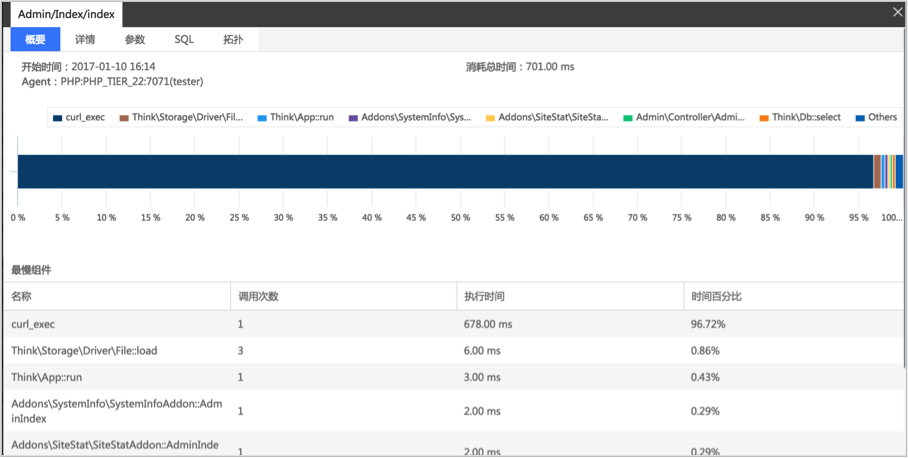 Admin/Index/index
概要 详情 参数 SQL 拓扑
开始时间：2017-01-10 16:14 消耗总时间：701.00 ms
Agent：PHP:PHP_TIER_22:7071(tester)
curl_exec Think\Storage\Driver\Fil... Think\App::run Addons\SystemInfo\Sys... Addons\SiteStat\SiteSta... Admin\Controller\Admi... Think\Db::select Others
0 % 5 % 10 % 15 % 20 % 25 % 30 % 35 % 40 % 45 % 50 % 55 % 60 % 65 % 70 % 75 % 80 % 85 % 90 % 95 % 100...
最慢组件
名称 调用次数 执行时间 时间百分比
curl_exec 1 678.00 ms 96.72%
Think\Storage\Driver\File::load 3 6.00 ms 0.86%
Think\App::run 1 3.00 ms 0.43%
Addons\SystemInfo\SystemInfoAddon::Adm
inIndex 1 2.00 ms 0.29%
Addons\SiteStat\SiteStatAddon::AdminInde
1 2.00 ms 0.29%